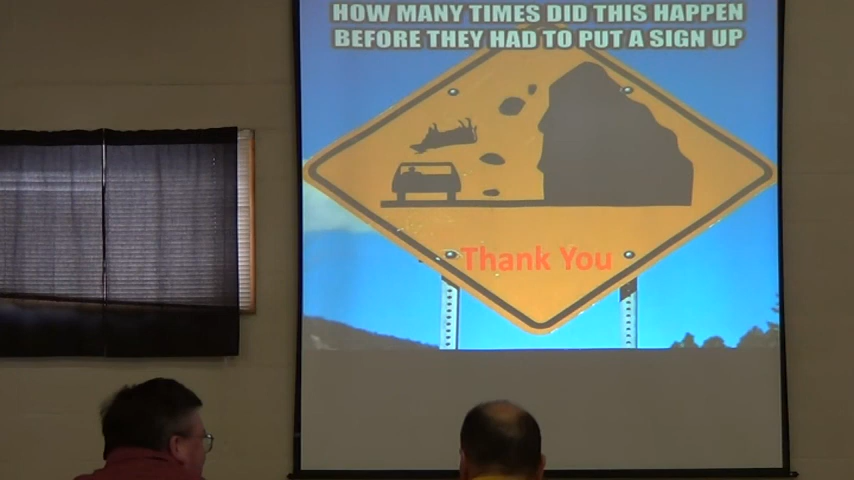 HOW MANY TIMES DID THIS HAPPEN
BEFORE THEY HAD TO PUT A SIGN UP
Thank You